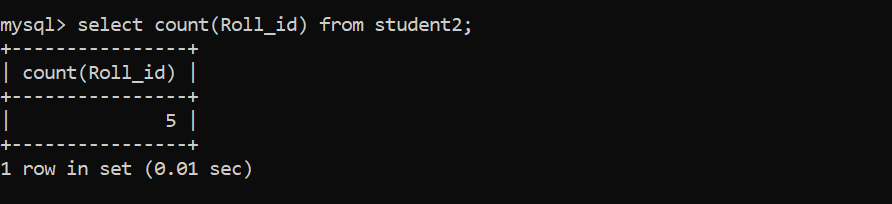 mysql> select count(Roll_id) from student2;
+----------------+
| count(Roll_id) |
+----------------+
|              5 |
+----------------+
1 row in set (0.01 sec)